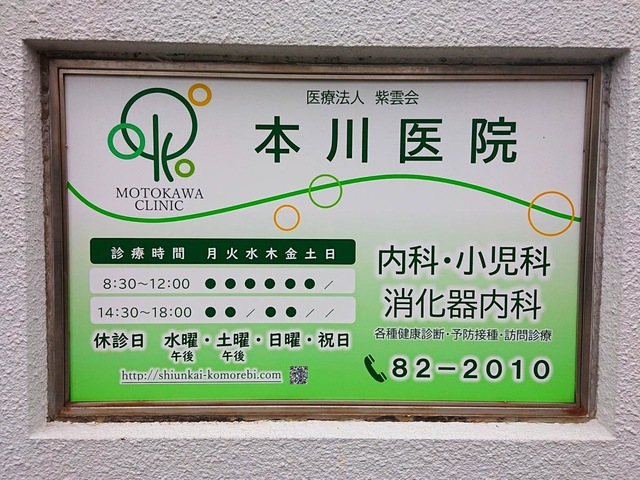 医療法人 紫雲会
本川医院
MOTOKAWA
CLINIC
診療時間 月火水木金土日
8:30～12:00 ●●●●●●／
14:30～18:00 ●●／●●／／
休診日 水曜・土曜・日曜・祝日
午後 午後
http://shiunkai-komorebi.com
内科・小児科
消化器内科
各種健康診断・予防接種・訪問診療
82-2010